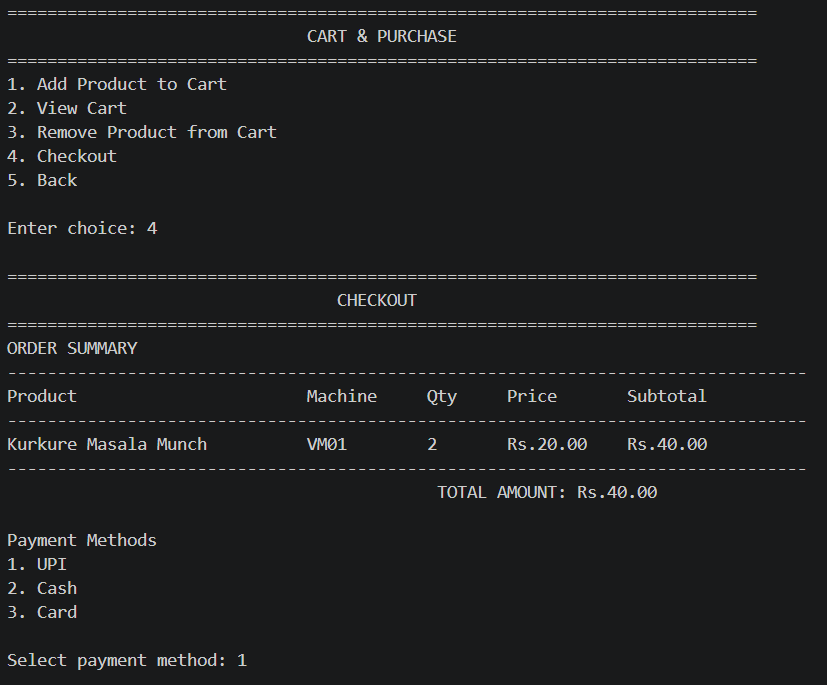 ===========================================================================
CART & PURCHASE
===========================================================================
1. Add Product to Cart
2. View Cart
3. Remove Product from Cart
4. Checkout
5. Back
Enter choice: 4
===========================================================================
CHECKOUT
===========================================================================
ORDER SUMMARY
--------------------------------------------------------------------------------
Product Machine Qty Price Subtotal
--------------------------------------------------------------------------------
Kurkure Masala Munch VM01 2 Rs.20.00 Rs.40.00
--------------------------------------------------------------------------------
TOTAL AMOUNT: Rs.40.00
Payment Methods
1. UPI
2. Cash
3. Card
Select payment method: 1